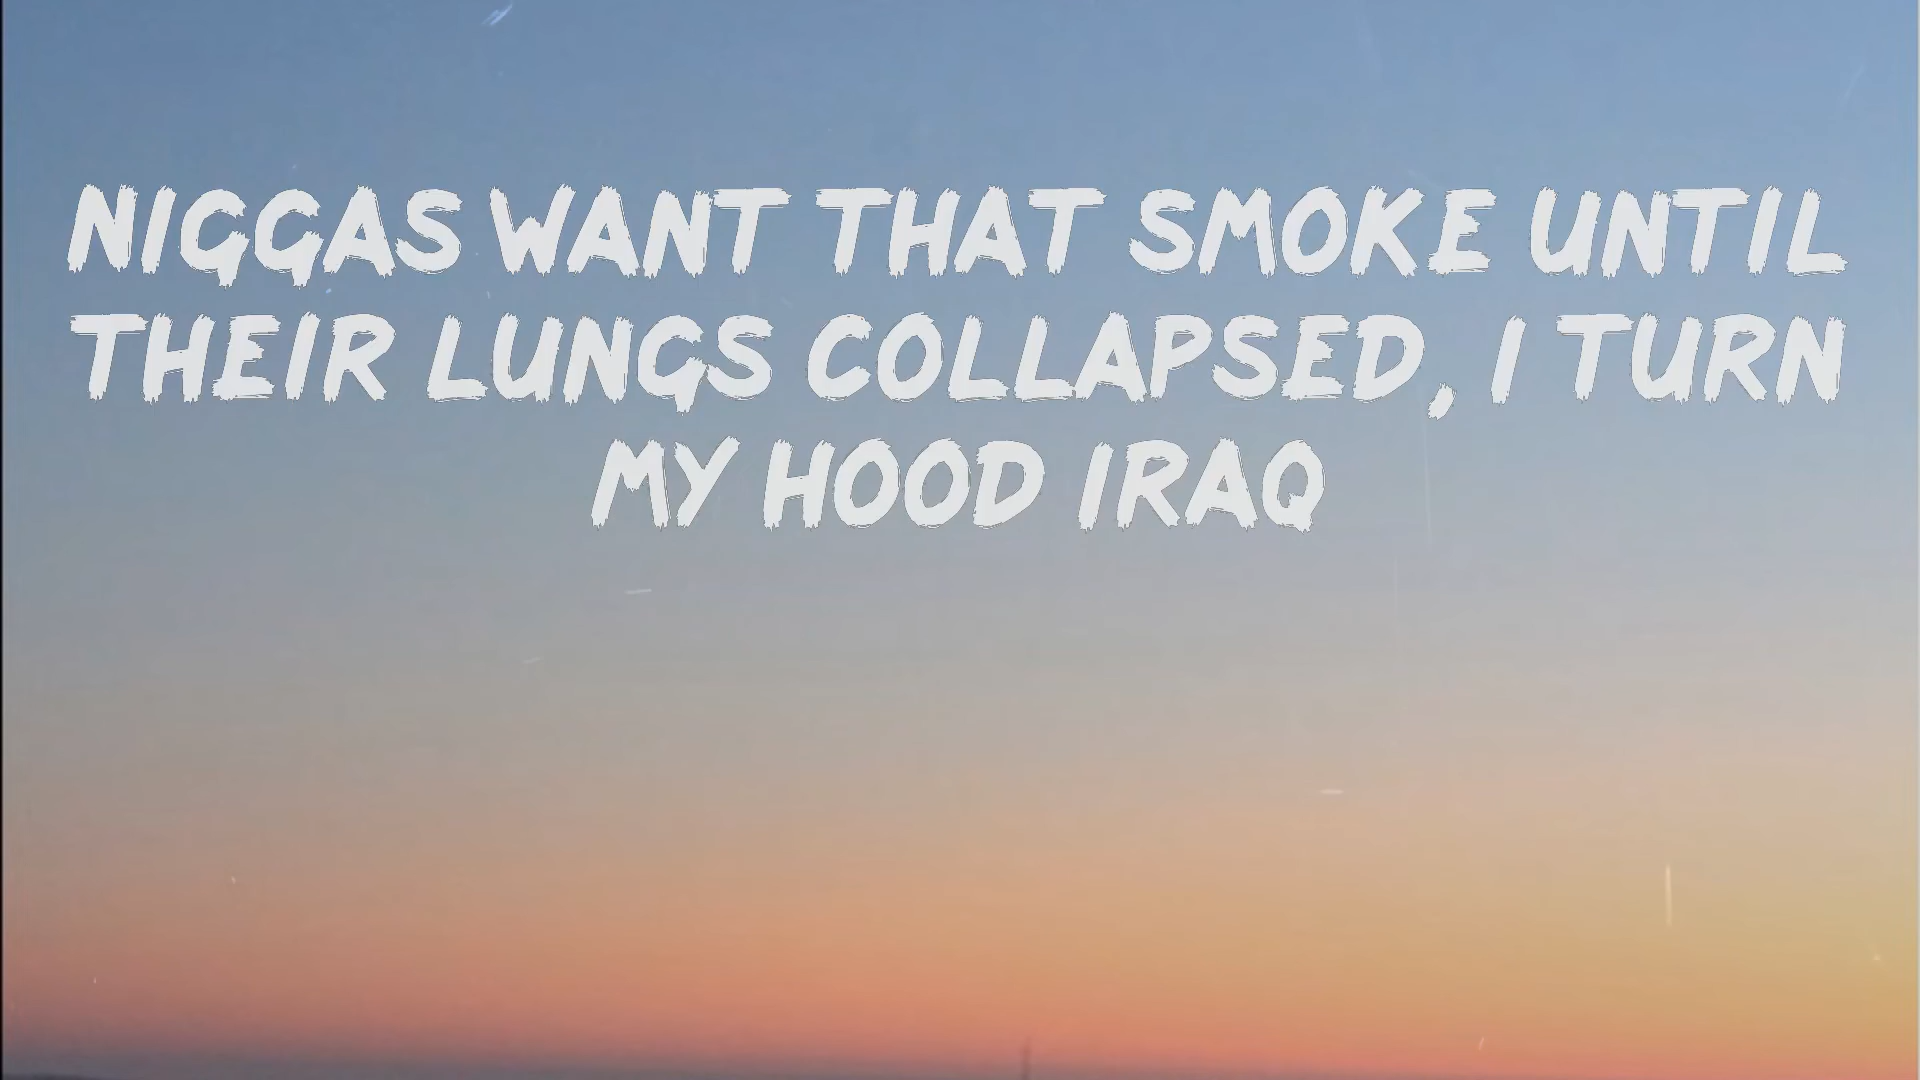 NIGGAS WANT THAT SMOKE UNTIL
THEIR LUNGS COLLAPSED, I TURN
MY HOOD IRAQ